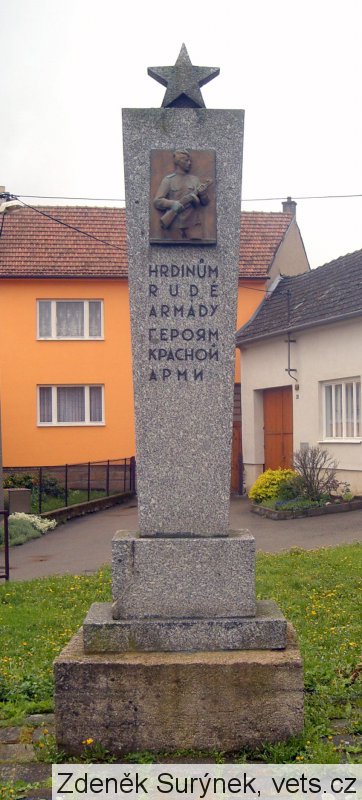 HRDINŮM
RUDÉ
ARMÁDY
ГЕРОЯМ
КРАСНОЙ
АРМИ
Zdeněk Surýnek, vets.cz